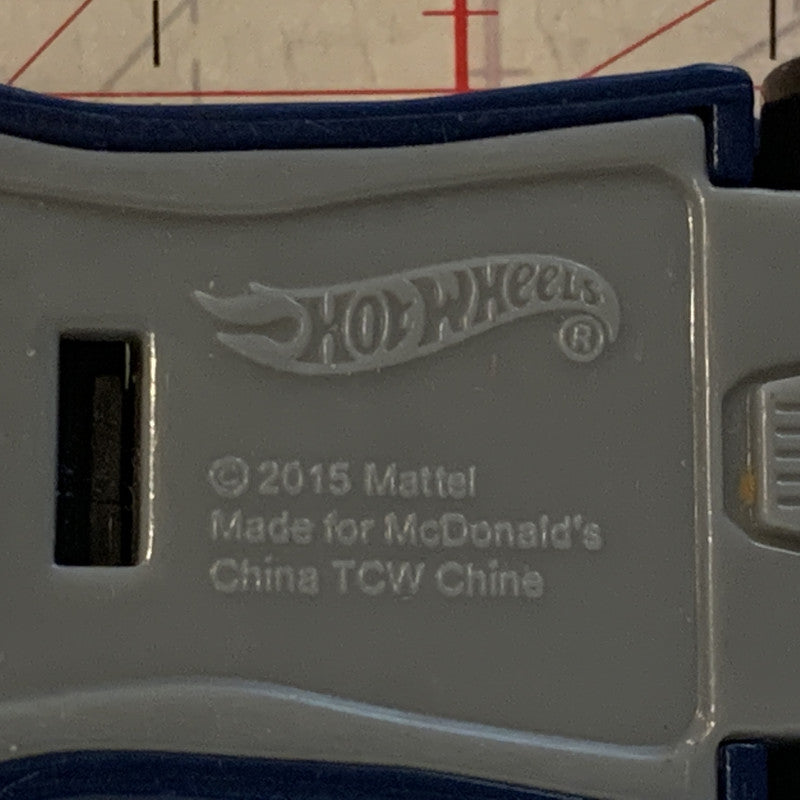 HOT WHEELS ®
© 2015 Mattel
Made for McDonald's
China TCW Chine